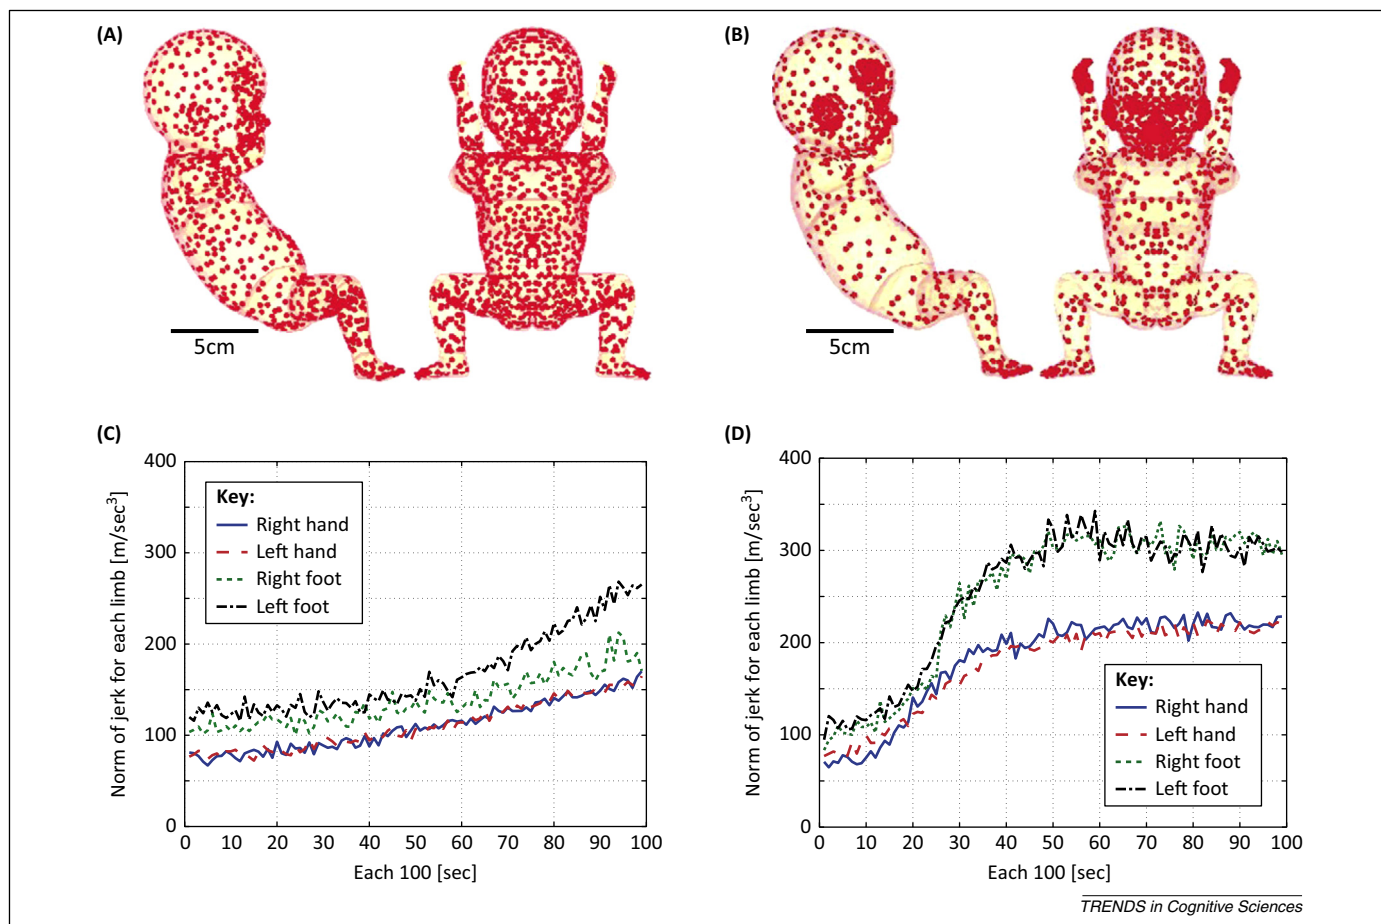 (A)
(B)
5cm
5cm
(C)
Norm of jerk for each limb [m/sec3]
400
300
200
100
0
Key:
Right hand
Left hand
Right foot
Left foot
0 10 20 30 40 50 60 70 80 90 100
Each 100 [sec]
(D)
Norm of jerk for each limb [m/sec3]
400
300
200
100
0
Key:
Right hand
Left hand
Right foot
Left foot
0 10 20 30 40 50 60 70 80 90 100
Each 100 [sec]
TRENDS in Cognitive Sciences